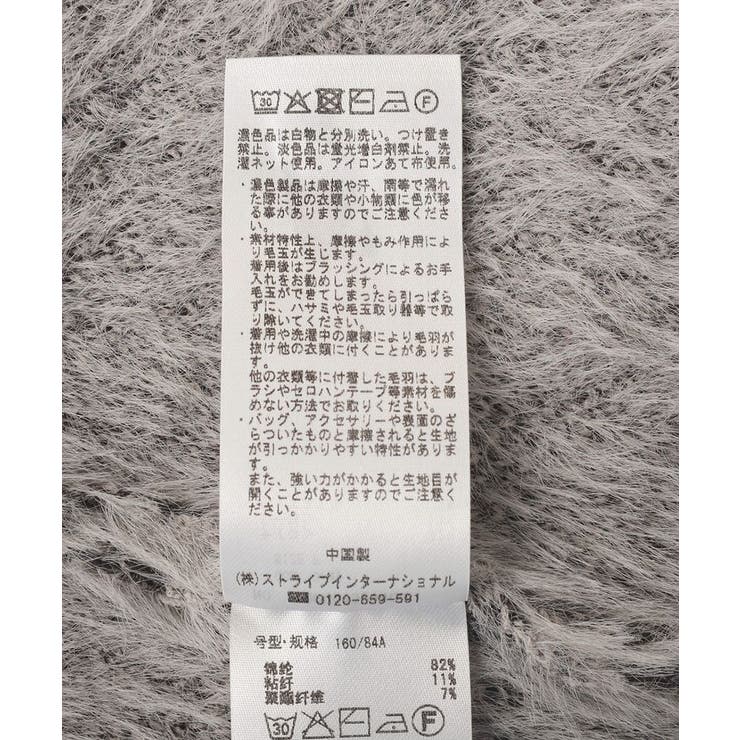 30 F
濃色品は白物と分別洗い。つけ置き
禁止。淡色品は蛍光増白剤禁止。洗
濯ネット使用。アイロンあて布使用。
・濃色製品は摩擦や汗、雨等で濡れ
た際に他の衣類や小物類に色が移
る事がありますのでご注意くださ
い。
・素材特性上、摩擦やもみ作用によ
り毛玉が生じます。
着用後はブラッシングによるお手
入れをお勧めします。
毛玉ができてしまったら引っぱら
ずに、ハサミや毛玉取り器等で取
り除いてください。
・着用や洗濯中の摩擦により毛羽が
抜け他の衣類に付くことがありま
す。
他の衣類等に付着した毛羽は、ブ
ラシやセロハンテープ等素材を傷
めない方法でお取りください。
・バッグ、アクセサリーや表面のざ
らついたものと摩擦されると生地
が引っかかりやすい特性がありま
す。
また、強い力がかかると生地目が
開くことがありますのでご注意く
ださい。
中国製
(株)ストライプインターナショナル
0120-659-591
号型·规格 160/84A
锦纶 82%
粘纤 11%
聚酯纤维 7%
30 F